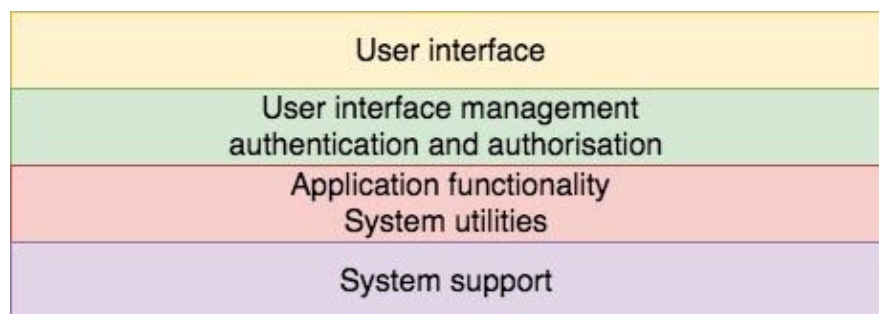 User interface
User interface management
authentication and authorisation
Application functionality
System utilities
System support